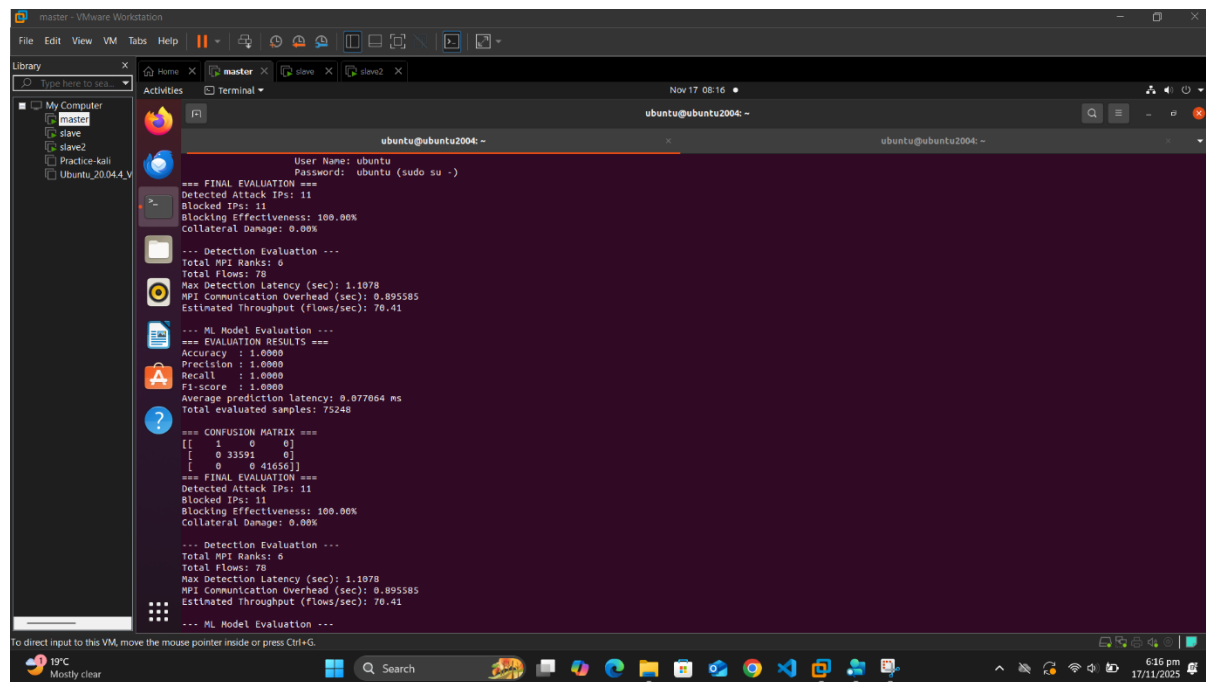 master - VMware Workstation
File Edit View VM Tabs Help
Library
Type here to sea...
My Computer
master
slave
slave2
Practice-kali
Ubuntu_20.04.4_V
Home
master
slave
slave2
Activities
Terminal
Nov 17 08:16
ubuntu@ubuntu2004: ~
ubuntu@ubuntu2004: ~
ubuntu@ubuntu2004: ~
User Name: ubuntu
Password: ubuntu (sudo su -)
=== FINAL EVALUATION ===
Detected Attack IPs: 11
Blocked IPs: 11
Blocking Effectiveness: 100.00%
Collateral Damage: 0.00%
--- Detection Evaluation ---
Total MPI Ranks: 6
Total Flows: 78
Max Detection Latency (sec): 1.1078
MPI Communication Overhead (sec): 0.895585
Estimated Throughput (flows/sec): 70.41
--- ML Model Evaluation ---
=== EVALUATION RESULTS ===
Accuracy : 1.0000
Precision : 1.0000
Recall : 1.0000
F1-score : 1.0000
Average prediction latency: 0.077064 ms
Total evaluated samples: 75248
=== CONFUSION MATRIX ===
[[ 1 0 0]
[ 0 33591 0]
[ 0 0 41656]]
=== FINAL EVALUATION ===
Detected Attack IPs: 11
Blocked IPs: 11
Blocking Effectiveness: 100.00%
Collateral Damage: 0.00%
--- Detection Evaluation ---
Total MPI Ranks: 6
Total Flows: 78
Max Detection Latency (sec): 1.1078
MPI Communication Overhead (sec): 0.895585
Estimated Throughput (flows/sec): 70.41
--- ML Model Evaluation ---
To direct input to this VM, move the mouse pointer inside or press Ctrl+G.
19°C
Mostly clear
Search
6:16 pm
17/11/2025